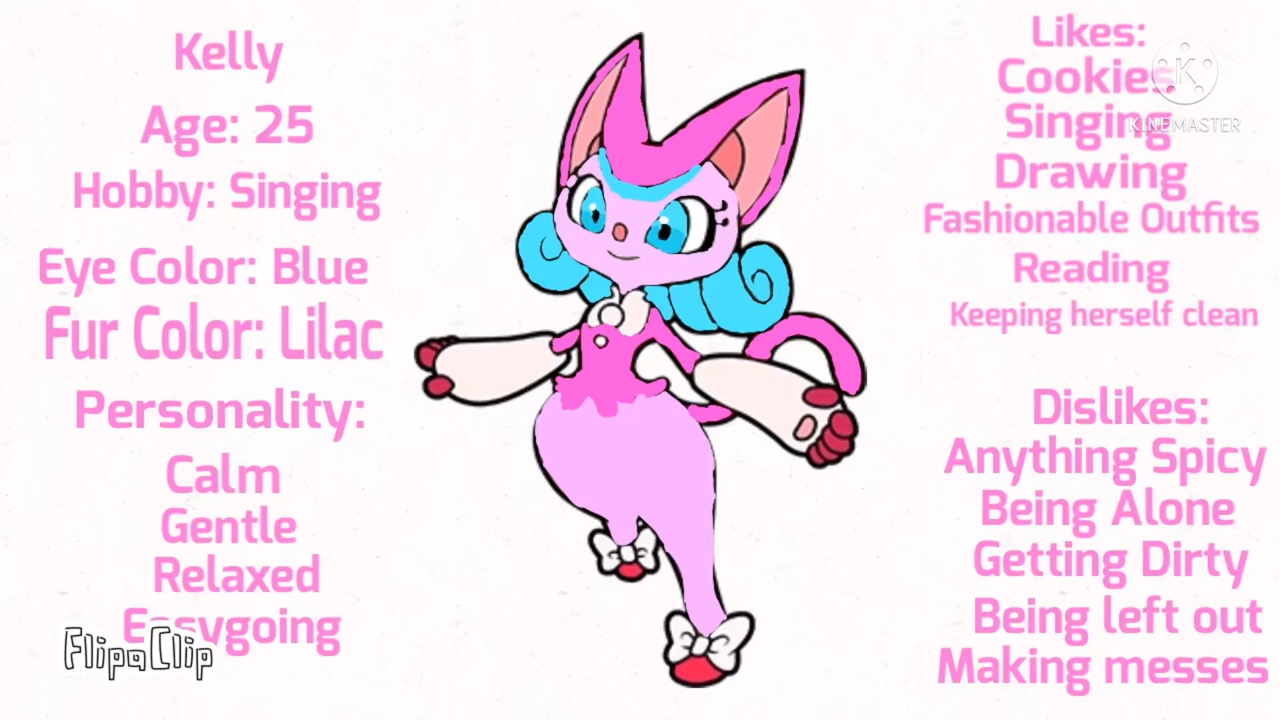 Kelly
Age: 25
Hobby: Singing
Eye Color: Blue
Fur Color: Lilac
Personality:
Calm
Gentle
Relaxed
Easygoing
FlipaClip
Likes:
Cookies
Singing
Drawing
Fashionable Outfits
Reading
Keeping herself clean
K
KINEMASTER
Dislikes:
Anything Spicy
Being Alone
Getting Dirty
Being left out
Making messes